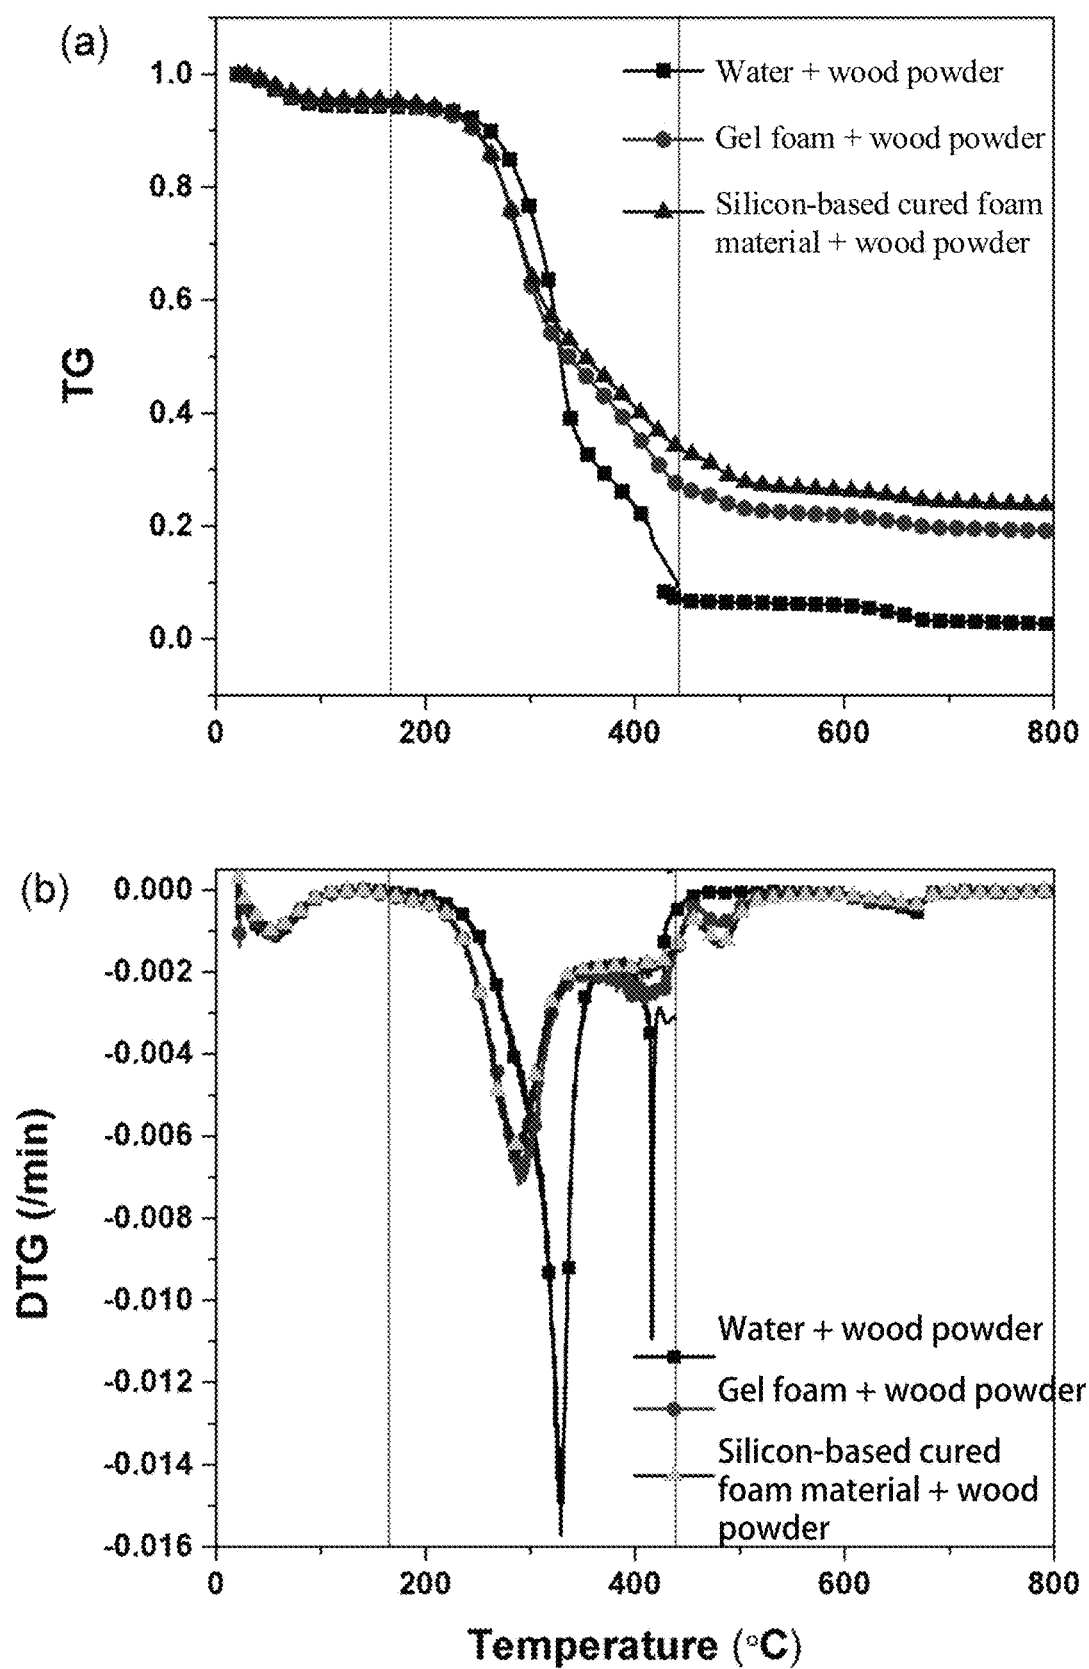 (a)
1.0
0.8
0.6
0.4
0.2
0.0
TG
Water + wood powder
Gel foam + wood powder
Silicon-based cured foam
material + wood powder
0 200 400 600 800
(b)
0.000
-0.002
-0.004
-0.006
-0.008
-0.010
-0.012
-0.014
-0.016
DTG (/min)
Water + wood powder
Gel foam + wood powder
Silicon-based cured
foam material + wood
powder
0 200 400 600 800
Temperature (°C)